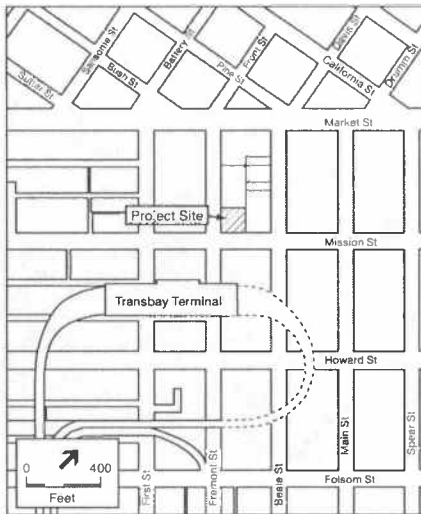 Sutter St
Sansome St
Bush St
Battery St
Pine St
Front St
California St
Davis St
Drumm St
Market St
Project Site
Mission St
Transbay Terminal
Howard St
First St
Fremont St
Beale St
Main St
Spear St
Folsom St
0 400
Feet